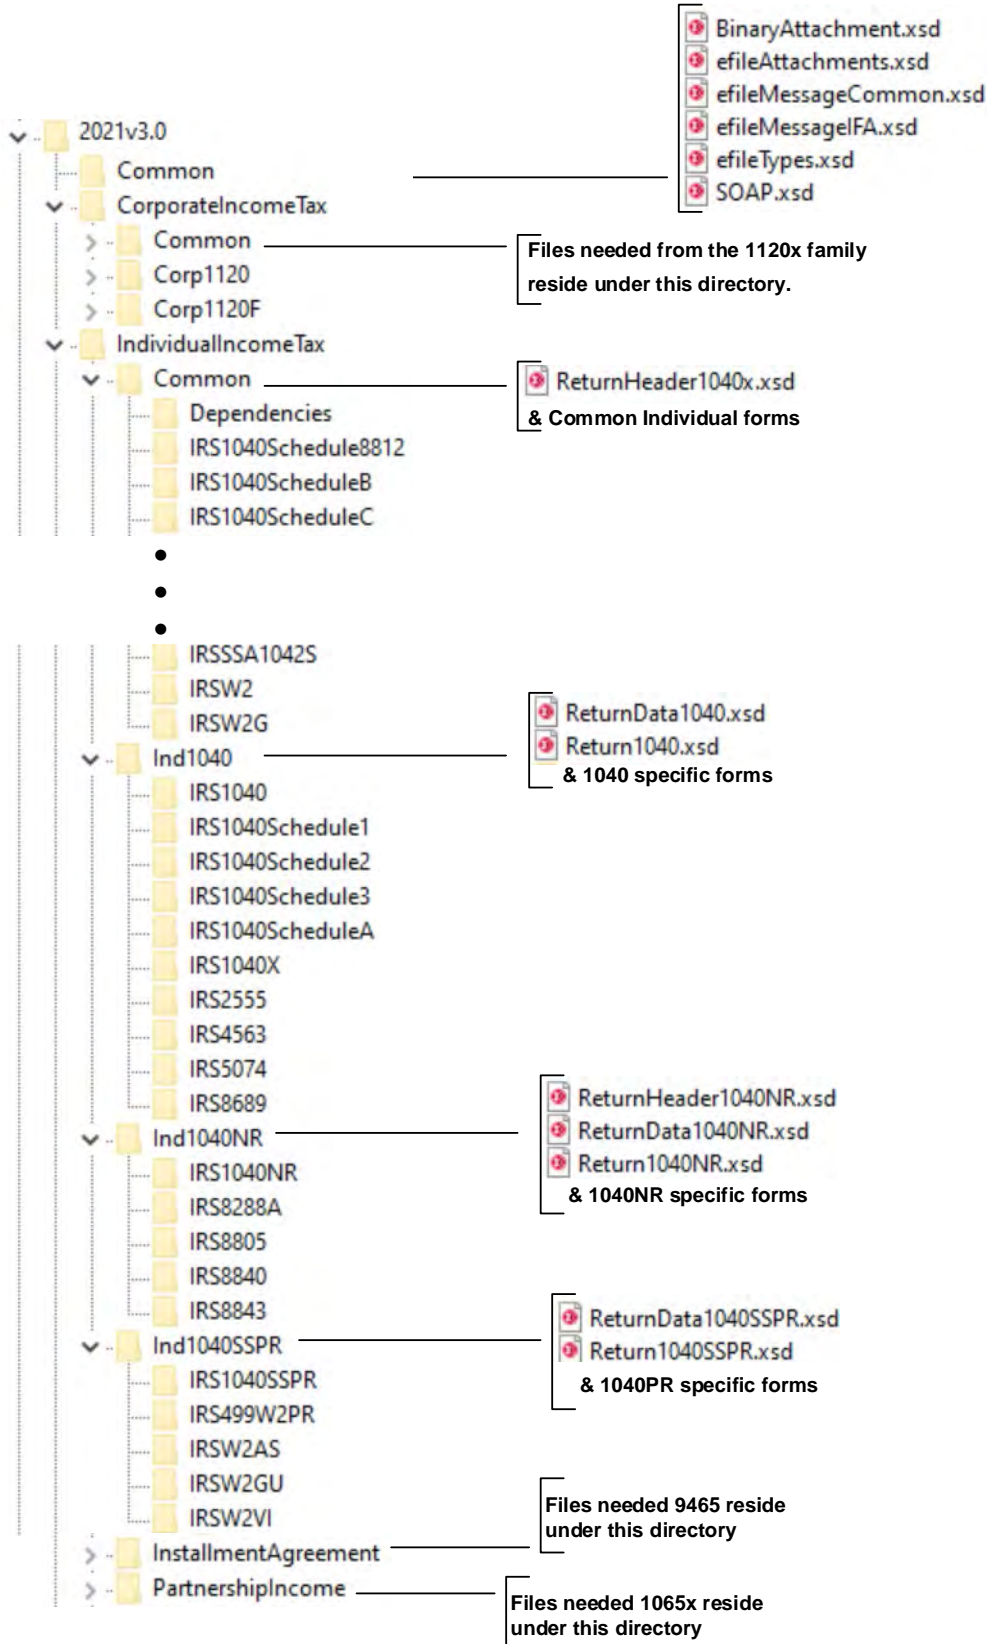 BinaryAttachment.xsd
efileAttachments.xsd
efileMessageCommon.xsd
efileMessageIFA.xsd
efileTypes.xsd
SOAP.xsd
2021v3.0
Common
CorporateIncomeTax
Common
Files needed from the 1120x family
reside under this directory.
Corp1120
Corp1120F
IndividualIncomeTax
Common
ReturnHeader1040x.xsd
& Common Individual forms
Dependencies
IRS1040Schedule8812
IRS1040ScheduleB
IRS1040ScheduleC
IRSSSA1042S
IRSW2
IRSW2G
Ind1040
ReturnData1040.xsd
Return1040.xsd
& 1040 specific forms
IRS1040
IRS1040Schedule1
IRS1040Schedule2
IRS1040Schedule3
IRS1040ScheduleA
IRS1040X
IRS2555
IRS4563
IRS5074
IRS8689
Ind1040NR
ReturnHeader1040NR.xsd
ReturnData1040NR.xsd
Return1040NR.xsd
& 1040NR specific forms
IRS1040NR
IRS8288A
IRS8805
IRS8840
IRS8843
Ind1040SSPR
ReturnData1040SSPR.xsd
Return1040SSPR.xsd
& 1040PR specific forms
IRS1040SSPR
IRS499W2PR
IRSW2AS
IRSW2GU
IRSW2VI
Files needed 9465 reside
under this directory
InstallmentAgreement
PartnershipIncome
Files needed 1065x reside
under this directory